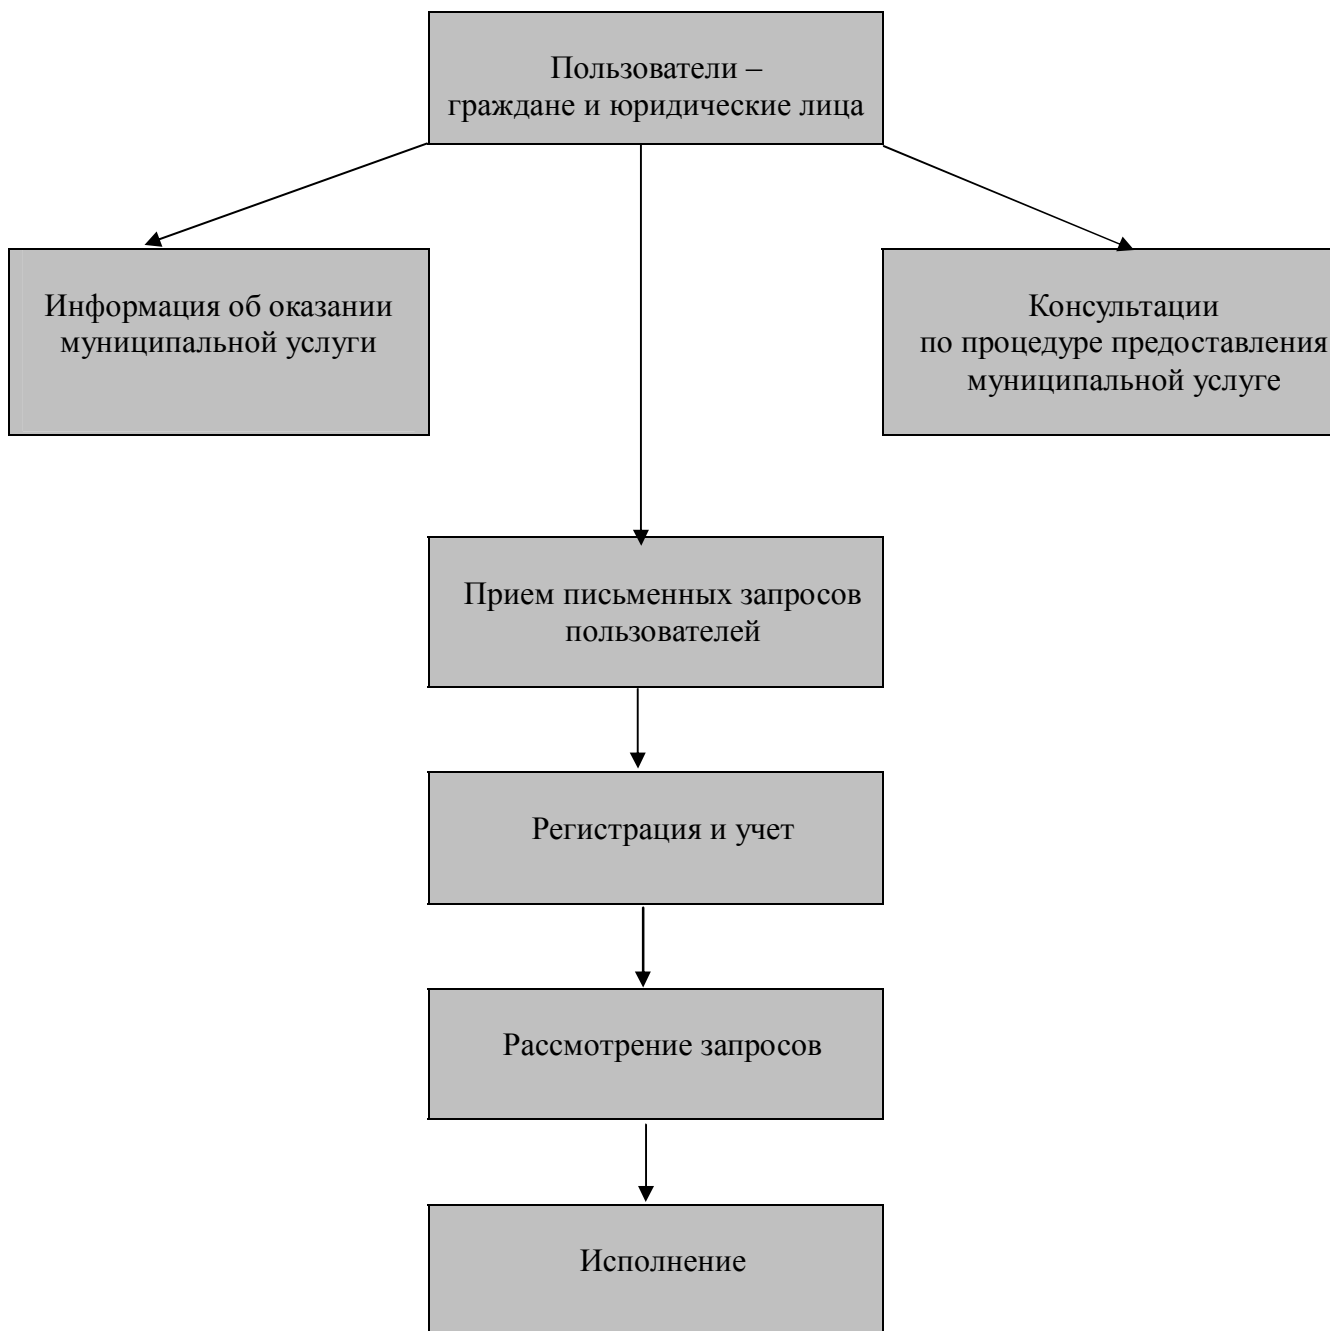 Пользователи –
граждане и юридические лица
Информация об оказании
муниципальной услуги
Консультации
по процедуре предоставления
муниципальной услуге
Прием письменных запросов
пользователей
Регистрация и учет
Рассмотрение запросов
Исполнение